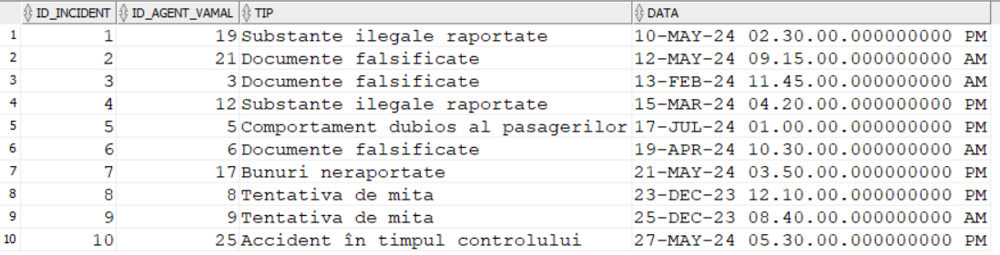 ID_INCIDENT ID_AGENT_VAMAL TIP DATA
1 1 19 Substante ilegale raportate 10-MAY-24 02.30.00.000000000 PM
2 2 21 Documente falsificate 12-MAY-24 09.15.00.000000000 AM
3 3 3 Documente falsificate 13-FEB-24 11.45.00.000000000 AM
4 4 12 Substante ilegale raportate 15-MAR-24 04.20.00.000000000 PM
5 5 5 Comportament dubios al pasagerilor 17-JUL-24 01.00.00.000000000 PM
6 6 6 Documente falsificate 19-APR-24 10.30.00.000000000 AM
7 7 17 Bunuri neraportate 21-MAY-24 03.50.00.000000000 PM
8 8 8 Tentativa de mita 23-DEC-23 12.10.00.000000000 PM
9 9 9 Tentativa de mita 25-DEC-23 08.40.00.000000000 AM
10 10 25 Accident în timpul controlului 27-MAY-24 05.30.00.000000000 PM